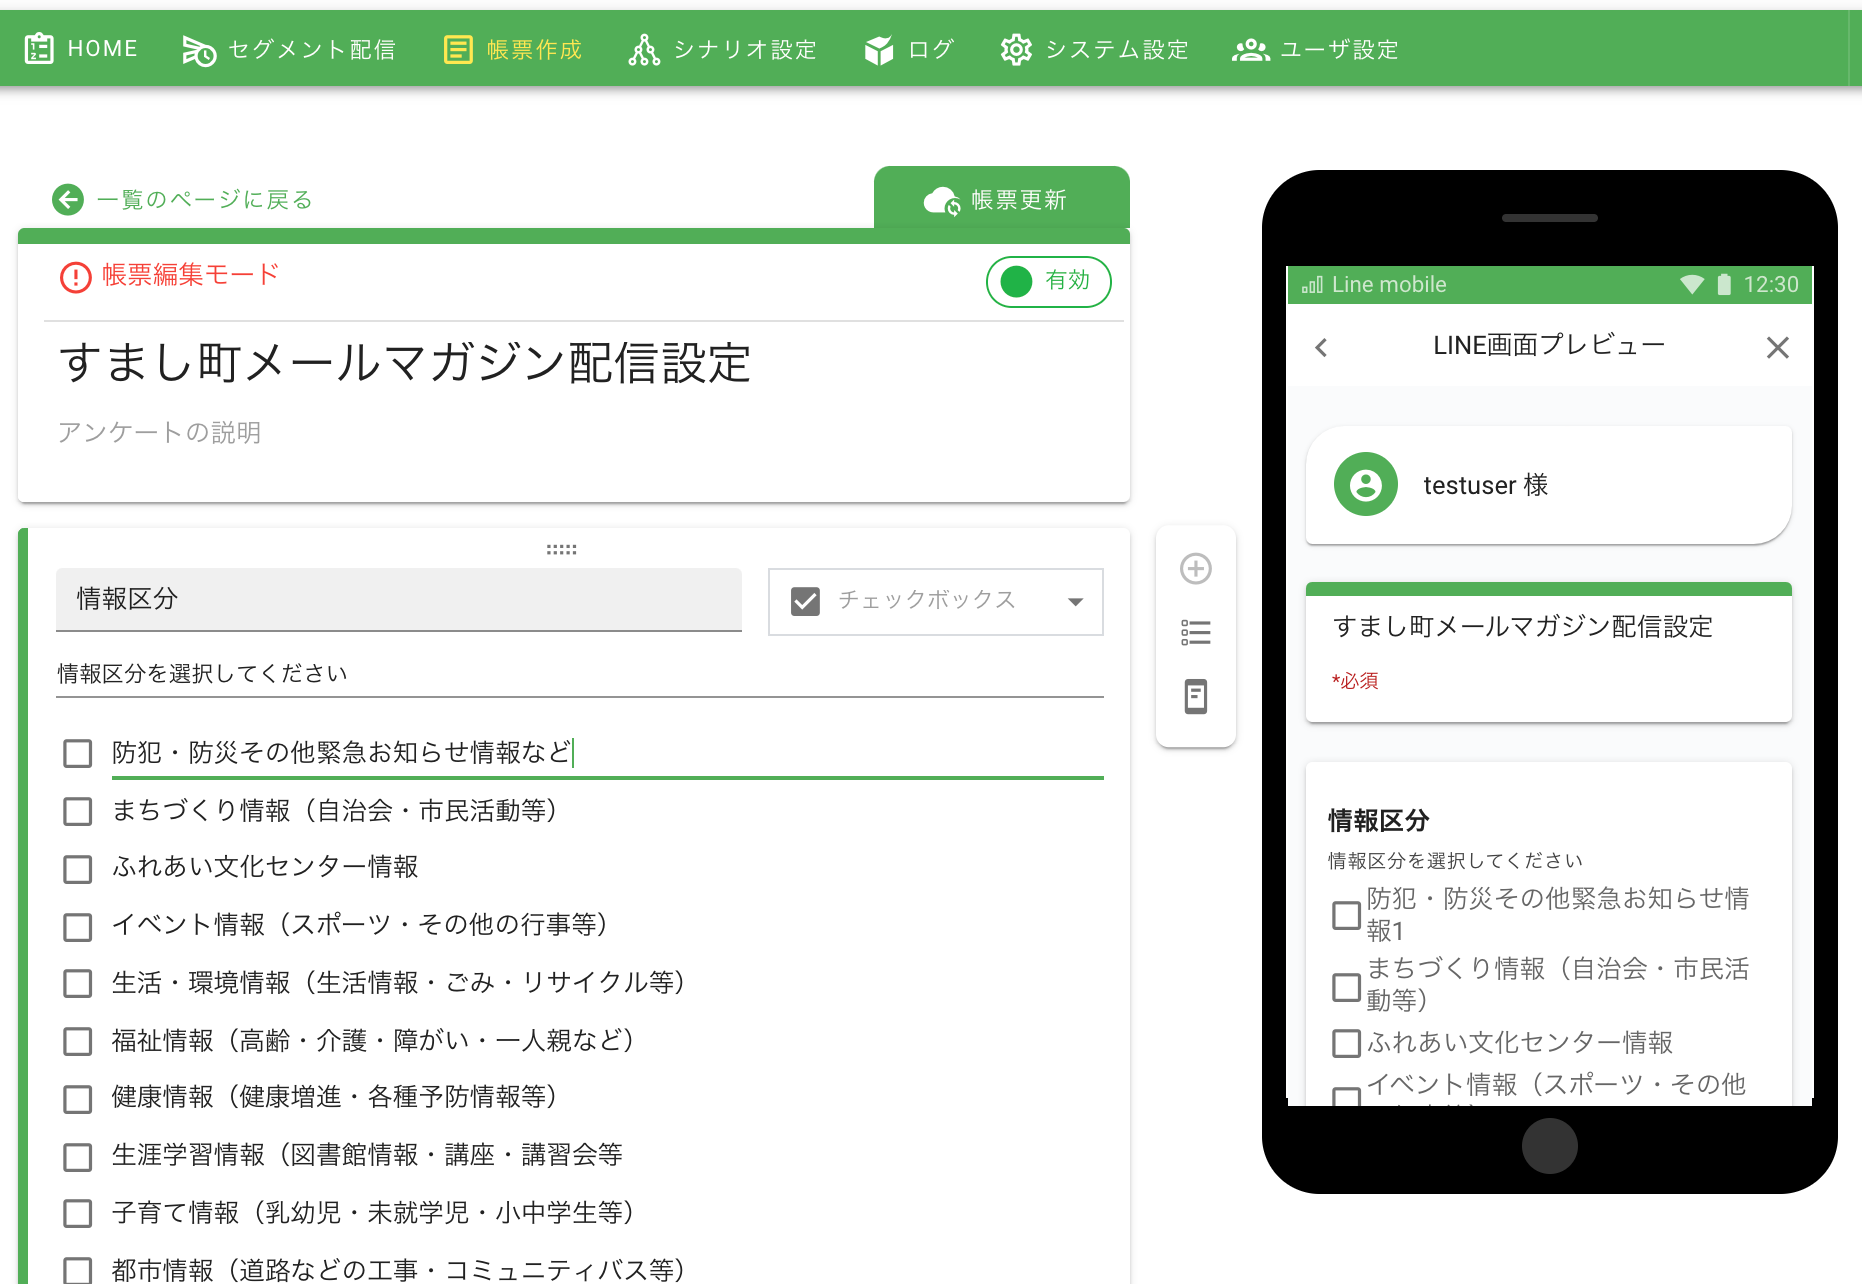 HOME セグメント配信 帳票作成 シナリオ設定 ログ システム設定 ユーザ設定
一覧のページに戻る
帳票更新
帳票編集モード
有効
すまし町メールマガジン配信設定
アンケートの説明
情報区分
チェックボックス
情報区分を選択してください
防犯・防災その他緊急お知らせ情報など
まちづくり情報（自治会・市民活動等）
ふれあい文化センター情報
イベント情報（スポーツ・その他の行事等）
生活・環境情報（生活情報・ごみ・リサイクル等）
福祉情報（高齢・介護・障がい・一人親など）
健康情報（健康増進・各種予防情報等）
生涯学習情報（図書館情報・講座・講習会等
子育て情報（乳幼児・未就学児・小中学生等）
都市情報（道路などの工事・コミュニティバス等）
Line mobile 12:30
LINE画面プレビュー
testuser 様
すまし町メールマガジン配信設定
*必須
情報区分
情報区分を選択してください
防犯・防災その他緊急お知らせ情
報1
まちづくり情報（自治会・市民活
動等）
ふれあい文化センター情報
イベント情報（スポーツ・その他